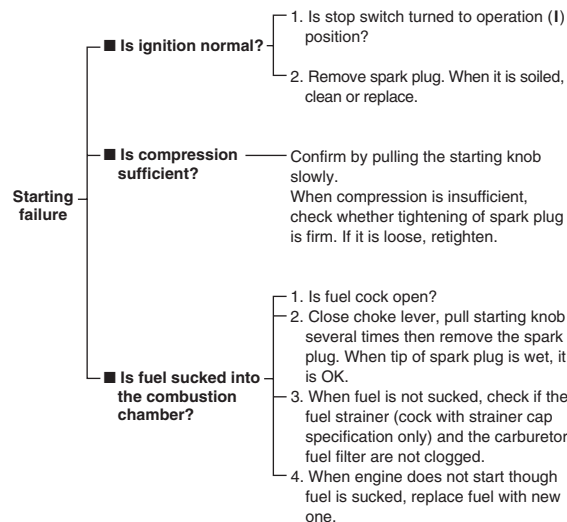 Starting
failure
■ Is ignition normal?
1. Is stop switch turned to operation (I)
position?
2. Remove spark plug. When it is soiled,
clean or replace.
■ Is compression
sufficient?
Confirm by pulling the starting knob
slowly.
When compression is insufficient,
check whether tightening of spark plug
is firm. If it is loose, retighten.
■ Is fuel sucked into
the combustion
chamber?
1. Is fuel cock open?
2. Close choke lever, pull starting knob
several times then remove the spark
plug. When tip of spark plug is wet, it
is OK.
3. When fuel is not sucked, check if the
fuel strainer (cock with strainer cap
specification only) and the carburetor
fuel filter are not clogged.
4. When engine does not start though
fuel is sucked, replace fuel with new
one.